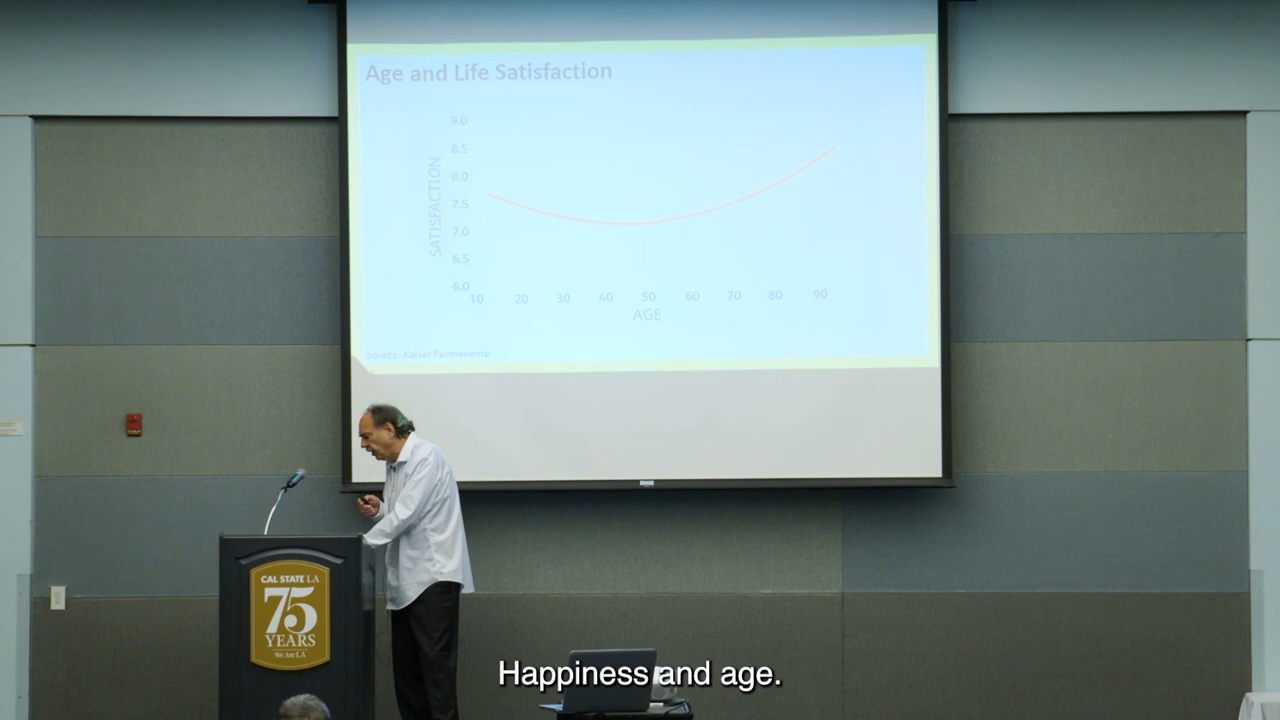 Age and Life Satisfaction
9.0
8.5
8.0
7.5
7.0
6.5
6.0
SATISFACTION
10 20 30 40 50 60 70 80 90
AGE
Source: Kaiser Permanente
CAL STATE LA
75
YEARS
We Are LA
Happiness and age.